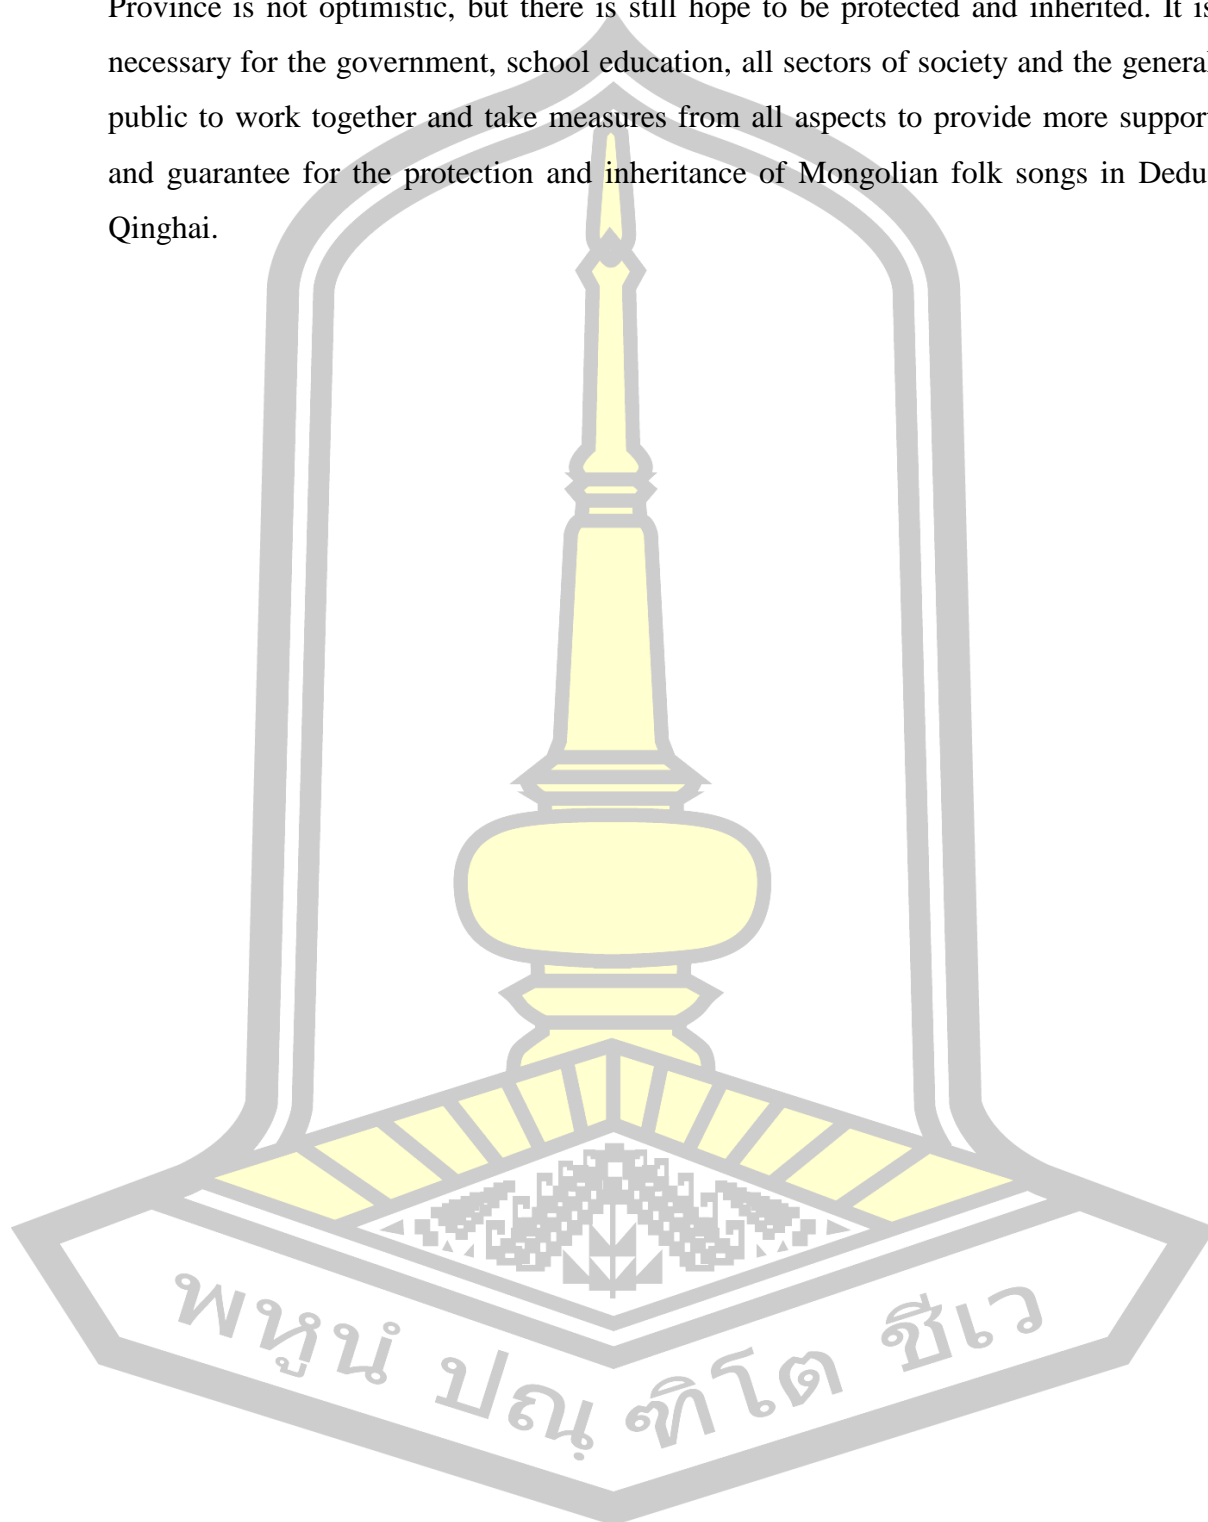 Province is not optimistic, but there is still hope to be protected and inherited. It is
necessary for the government, school education, all sectors of society and the general
public to work together and take measures from all aspects to provide more support
and guarantee for the protection and inheritance of Mongolian folk songs in Dedu,
Qinghai.
พหูนํ ปณฺฑิโต ชีเว